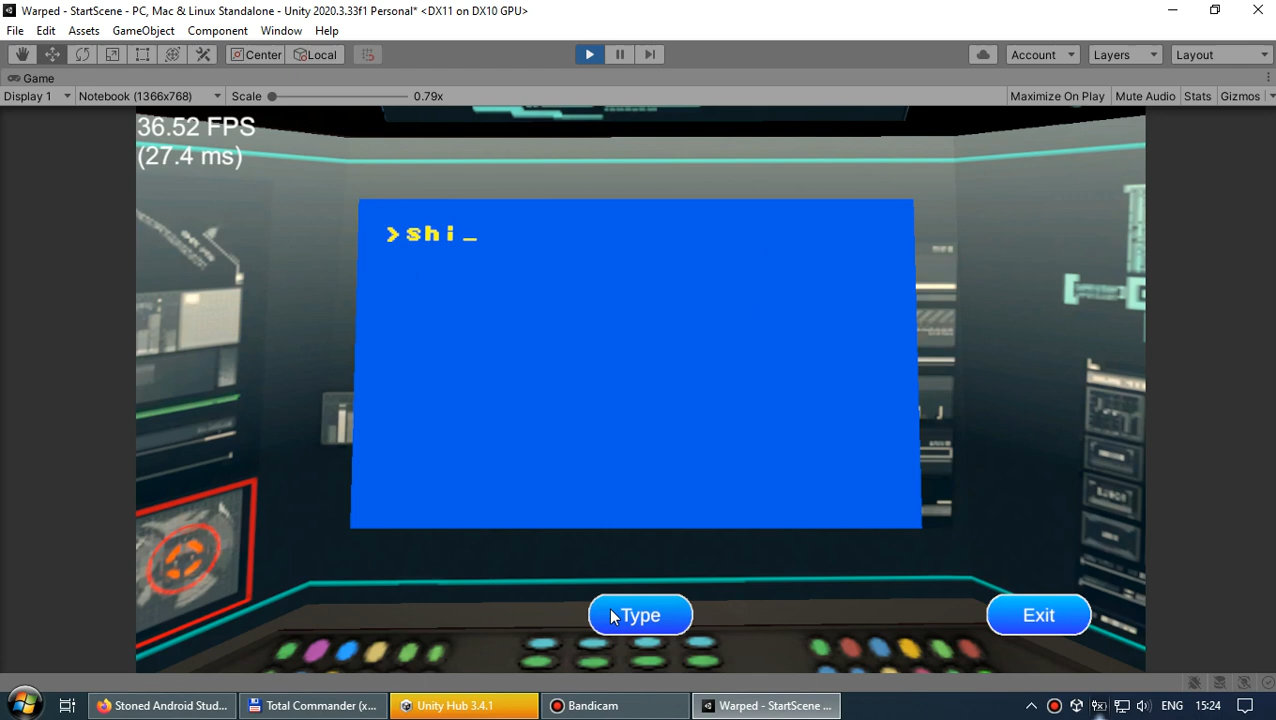 Warped - StartScene - PC, Mac & Linux Standalone - Unity 2020.3.33f1 Personal* <DX11 on DX10 GPU>
File Edit Assets GameObject Component Window Help
Center Local Account Layers Layout
Game
Display 1 Notebook (1366x768) Scale 0.79x Maximize On Play Mute Audio Stats Gizmos
36.52 FPS
(27.4 ms)
>shi_
Type Exit
Stoned Android Stud... Total Commander (x... Unity Hub 3.4.1 Bandicam Warped - StartScene ... ENG 15:24